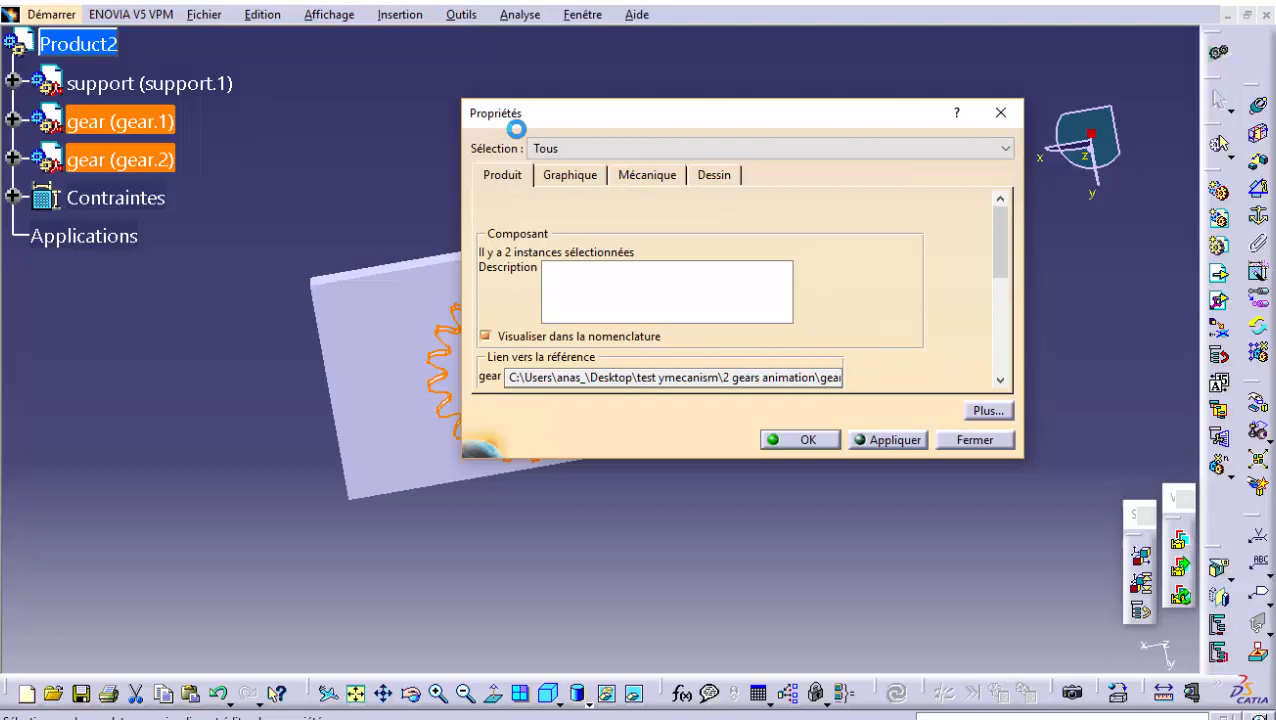 Démarrer ENOVIA V5 VPM Fichier Edition Affichage Insertion Outils Analyse Fenêtre Aide
Product2
support (support.1)
gear (gear.1)
gear (gear.2)
Contraintes
Applications
Propriétés
?
Sélection : Tous
Produit Graphique Mécanique Dessin
Composant
Il y a 2 instances sélectionnées
Description
Visualiser dans la nomenclature
Lien vers la référence
gear C:\Users\anas_\Desktop\test ymecanism\2 gears animation\gear
Plus...
OK Appliquer Fermer
x
z
y
S
V
ABC
x z
y
f(x)
CATIA